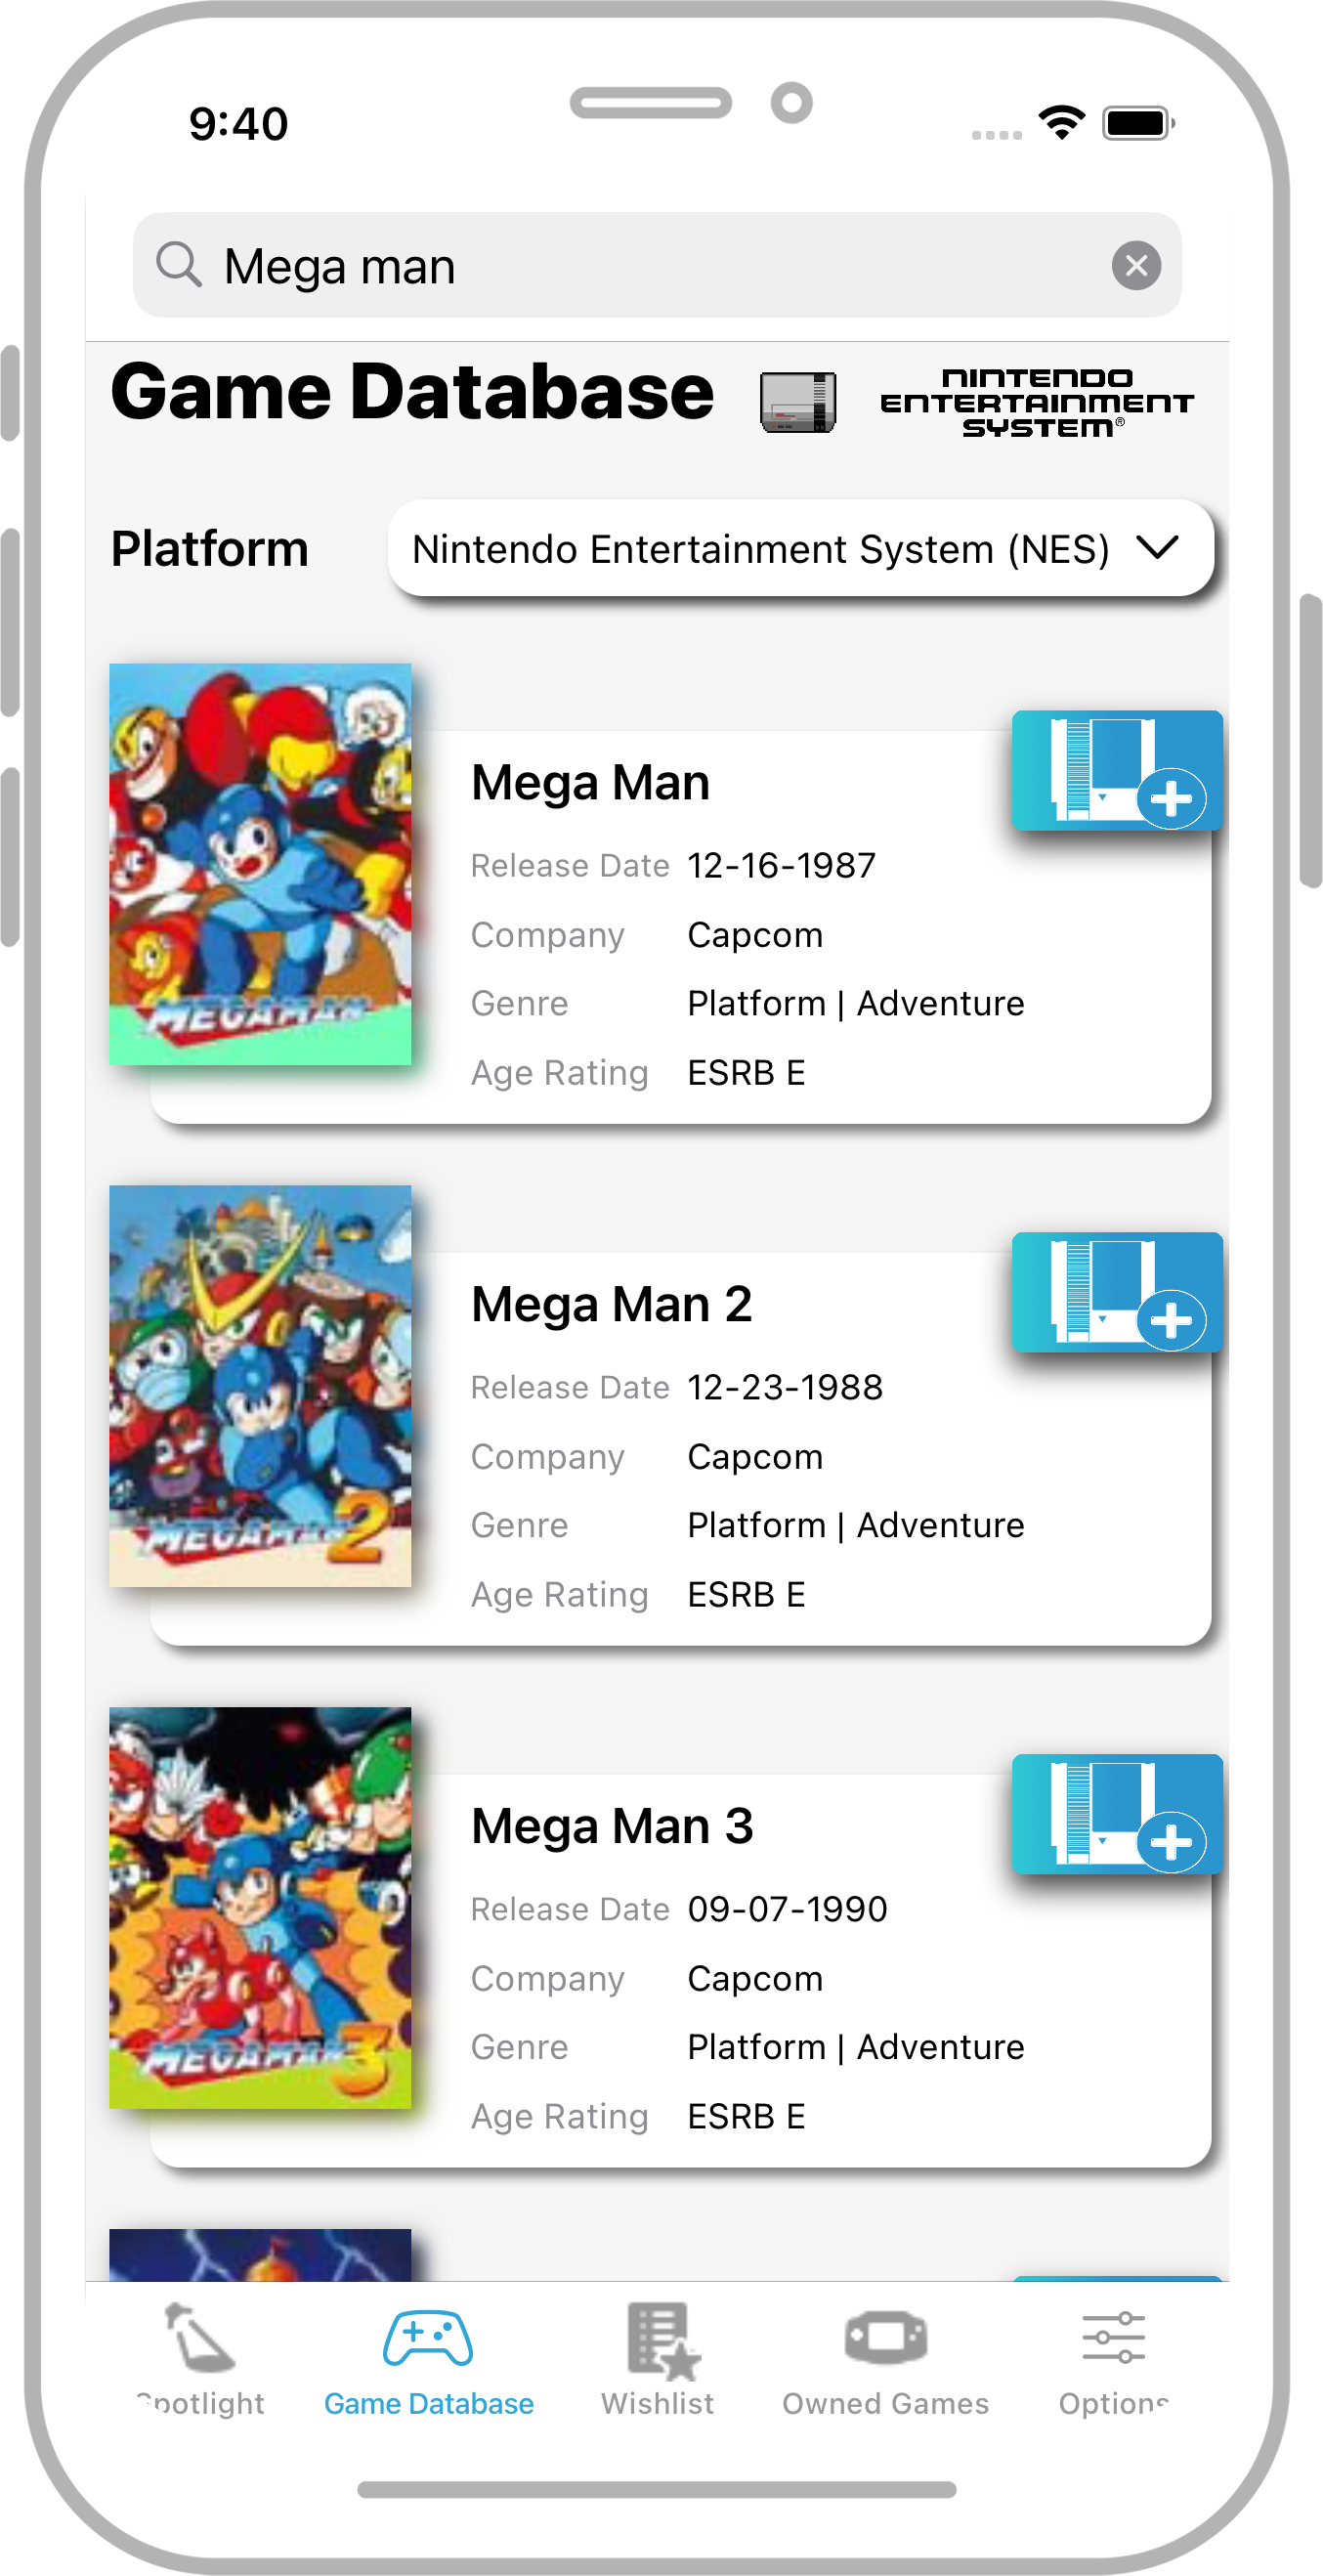 9:40
Mega man
Game Database
NINTENDO
ENTERTAINMENT
SYSTEM®
Platform
Nintendo Entertainment System (NES)
MEGAMAN
Mega Man
Release Date 12-16-1987
Company Capcom
Genre Platform | Adventure
Age Rating ESRB E
MEGAMAN 2
Mega Man 2
Release Date 12-23-1988
Company Capcom
Genre Platform | Adventure
Age Rating ESRB E
MEGAMAN 3
Mega Man 3
Release Date 09-07-1990
Company Capcom
Genre Platform | Adventure
Age Rating ESRB E
Spotlight Game Database Wishlist Owned Games Options